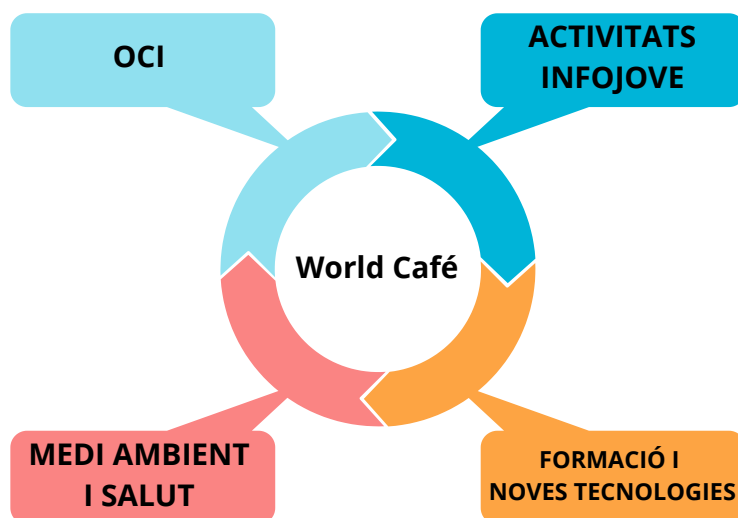 OCI
ACTIVITATS
INFOJOVE
World Café
MEDI AMBIENT
I SALUT
FORMACIÓ I
NOVES TECNOLOGIES